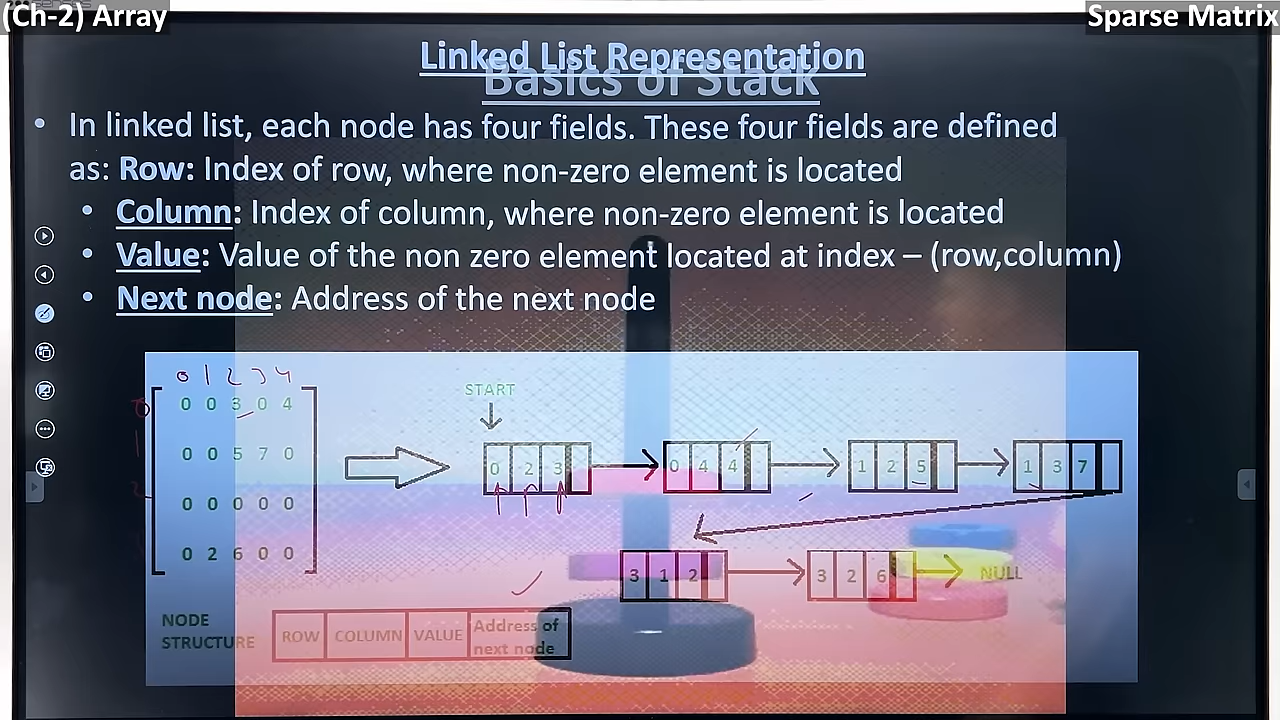 (Ch-2) Array
Sparse Matrix
Linked List Representation
Basics of Stack
• In linked list, each node has four fields. These four fields are defined
as: Row: Index of row, where non-zero element is located
• Column: Index of column, where non-zero element is located
• Value: Value of the non zero element located at index – (row,column)
• Next node: Address of the next node
0 1 2 3 4
START
0 0 0 3 0 4
1 0 0 5 7 0
2 0 0 0 0 0
0 2 6 0 0
0 2 3
0 4 4
1 2 5
1 3 7
3 1 2
3 2 6
NULL
NODE
STRUCTURE
ROW COLUMN VALUE Address of
next node